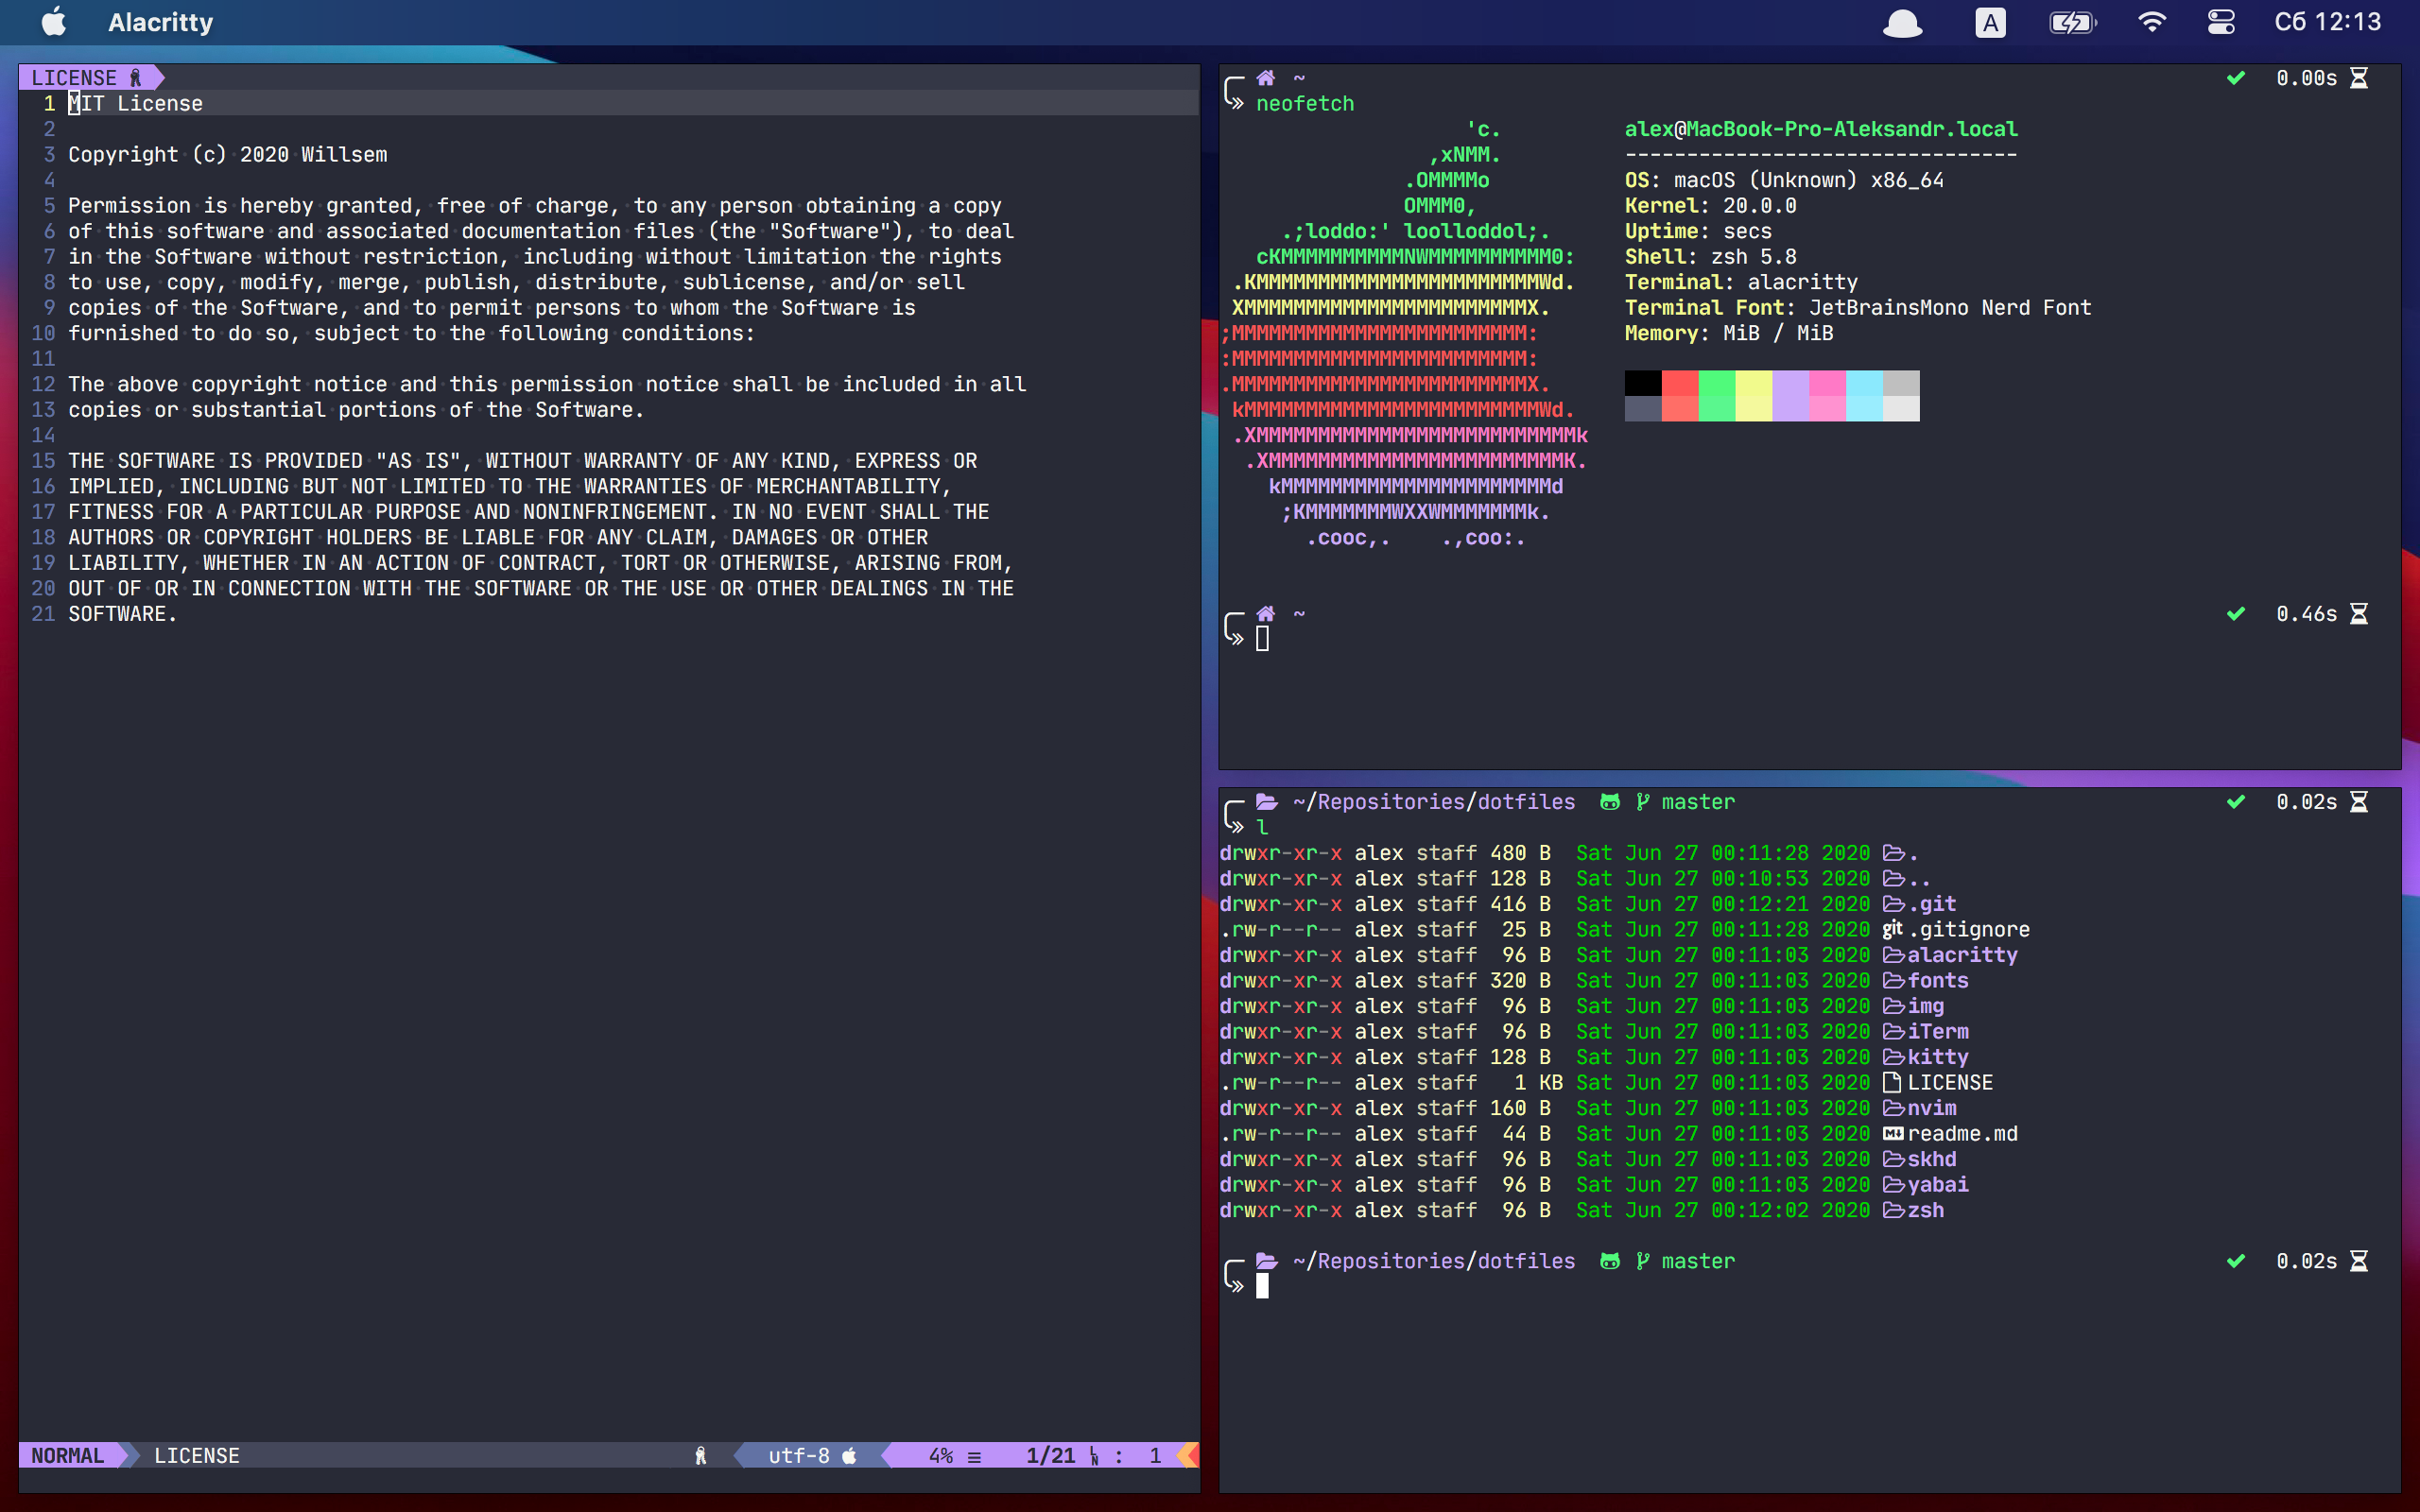 Alacritty
A
Сб 12:13
LICENSE
1 MIT License
2
3 Copyright (c) 2020 Willsem
4
5 Permission is hereby granted, free of charge, to any person obtaining a copy
6 of this software and associated documentation files (the "Software"), to deal
7 in the Software without restriction, including without limitation the rights
8 to use, copy, modify, merge, publish, distribute, sublicense, and/or sell
9 copies of the Software, and to permit persons to whom the Software is
10 furnished to do so, subject to the following conditions:
11
12 The above copyright notice and this permission notice shall be included in all
13 copies or substantial portions of the Software.
14
15 THE SOFTWARE IS PROVIDED "AS IS", WITHOUT WARRANTY OF ANY KIND, EXPRESS OR
16 IMPLIED, INCLUDING BUT NOT LIMITED TO THE WARRANTIES OF MERCHANTABILITY,
17 FITNESS FOR A PARTICULAR PURPOSE AND NONINFRINGEMENT. IN NO EVENT SHALL THE
18 AUTHORS OR COPYRIGHT HOLDERS BE LIABLE FOR ANY CLAIM, DAMAGES OR OTHER
19 LIABILITY, WHETHER IN AN ACTION OF CONTRACT, TORT OR OTHERWISE, ARISING FROM,
20 OUT OF OR IN CONNECTION WITH THE SOFTWARE OR THE USE OR OTHER DEALINGS IN THE
21 SOFTWARE.
NORMAL LICENSE utf-8 4% ≡ 1/21 LN : 1
~ ✔ 0.00s
» neofetch
'c.
,xNMM.
.OMMMMo
OMMM0,
.;loddo:' loolloddol;.
cKMMMMMMMMMMNWMMMMMMMMMM0:
.KMMMMMMMMMMMMMMMMMMMMMMMWd.
XMMMMMMMMMMMMMMMMMMMMMMMX.
;MMMMMMMMMMMMMMMMMMMMMMMM:
:MMMMMMMMMMMMMMMMMMMMMMMM:
.MMMMMMMMMMMMMMMMMMMMMMMMX.
kMMMMMMMMMMMMMMMMMMMMMMMMWd.
.XMMMMMMMMMMMMMMMMMMMMMMMMMMk
.XMMMMMMMMMMMMMMMMMMMMMMMMK.
kMMMMMMMMMMMMMMMMMMMMMMd
;KMMMMMMMWXXWMMMMMMMk.
.cooc,. .,coo:.
alex@MacBook-Pro-Aleksandr.local
--------------------------------
OS: macOS (Unknown) x86_64
Kernel: 20.0.0
Uptime: secs
Shell: zsh 5.8
Terminal: alacritty
Terminal Font: JetBrainsMono Nerd Font
Memory: MiB / MiB
~ ✔ 0.46s
»
~/Repositories/dotfiles master ✔ 0.02s
» l
drwxr-xr-x alex staff 480 B Sat Jun 27 00:11:28 2020 .
drwxr-xr-x alex staff 128 B Sat Jun 27 00:10:53 2020 ..
drwxr-xr-x alex staff 416 B Sat Jun 27 00:12:21 2020 .git
.rw-r--r-- alex staff 25 B Sat Jun 27 00:11:28 2020 git .gitignore
drwxr-xr-x alex staff 96 B Sat Jun 27 00:11:03 2020 alacritty
drwxr-xr-x alex staff 320 B Sat Jun 27 00:11:03 2020 fonts
drwxr-xr-x alex staff 96 B Sat Jun 27 00:11:03 2020 img
drwxr-xr-x alex staff 96 B Sat Jun 27 00:11:03 2020 iTerm
drwxr-xr-x alex staff 128 B Sat Jun 27 00:11:03 2020 kitty
.rw-r--r-- alex staff 1 KB Sat Jun 27 00:11:03 2020 LICENSE
drwxr-xr-x alex staff 160 B Sat Jun 27 00:11:03 2020 nvim
.rw-r--r-- alex staff 44 B Sat Jun 27 00:11:03 2020 readme.md
drwxr-xr-x alex staff 96 B Sat Jun 27 00:11:03 2020 skhd
drwxr-xr-x alex staff 96 B Sat Jun 27 00:11:03 2020 yabai
drwxr-xr-x alex staff 96 B Sat Jun 27 00:12:02 2020 zsh
~/Repositories/dotfiles master ✔ 0.02s
»